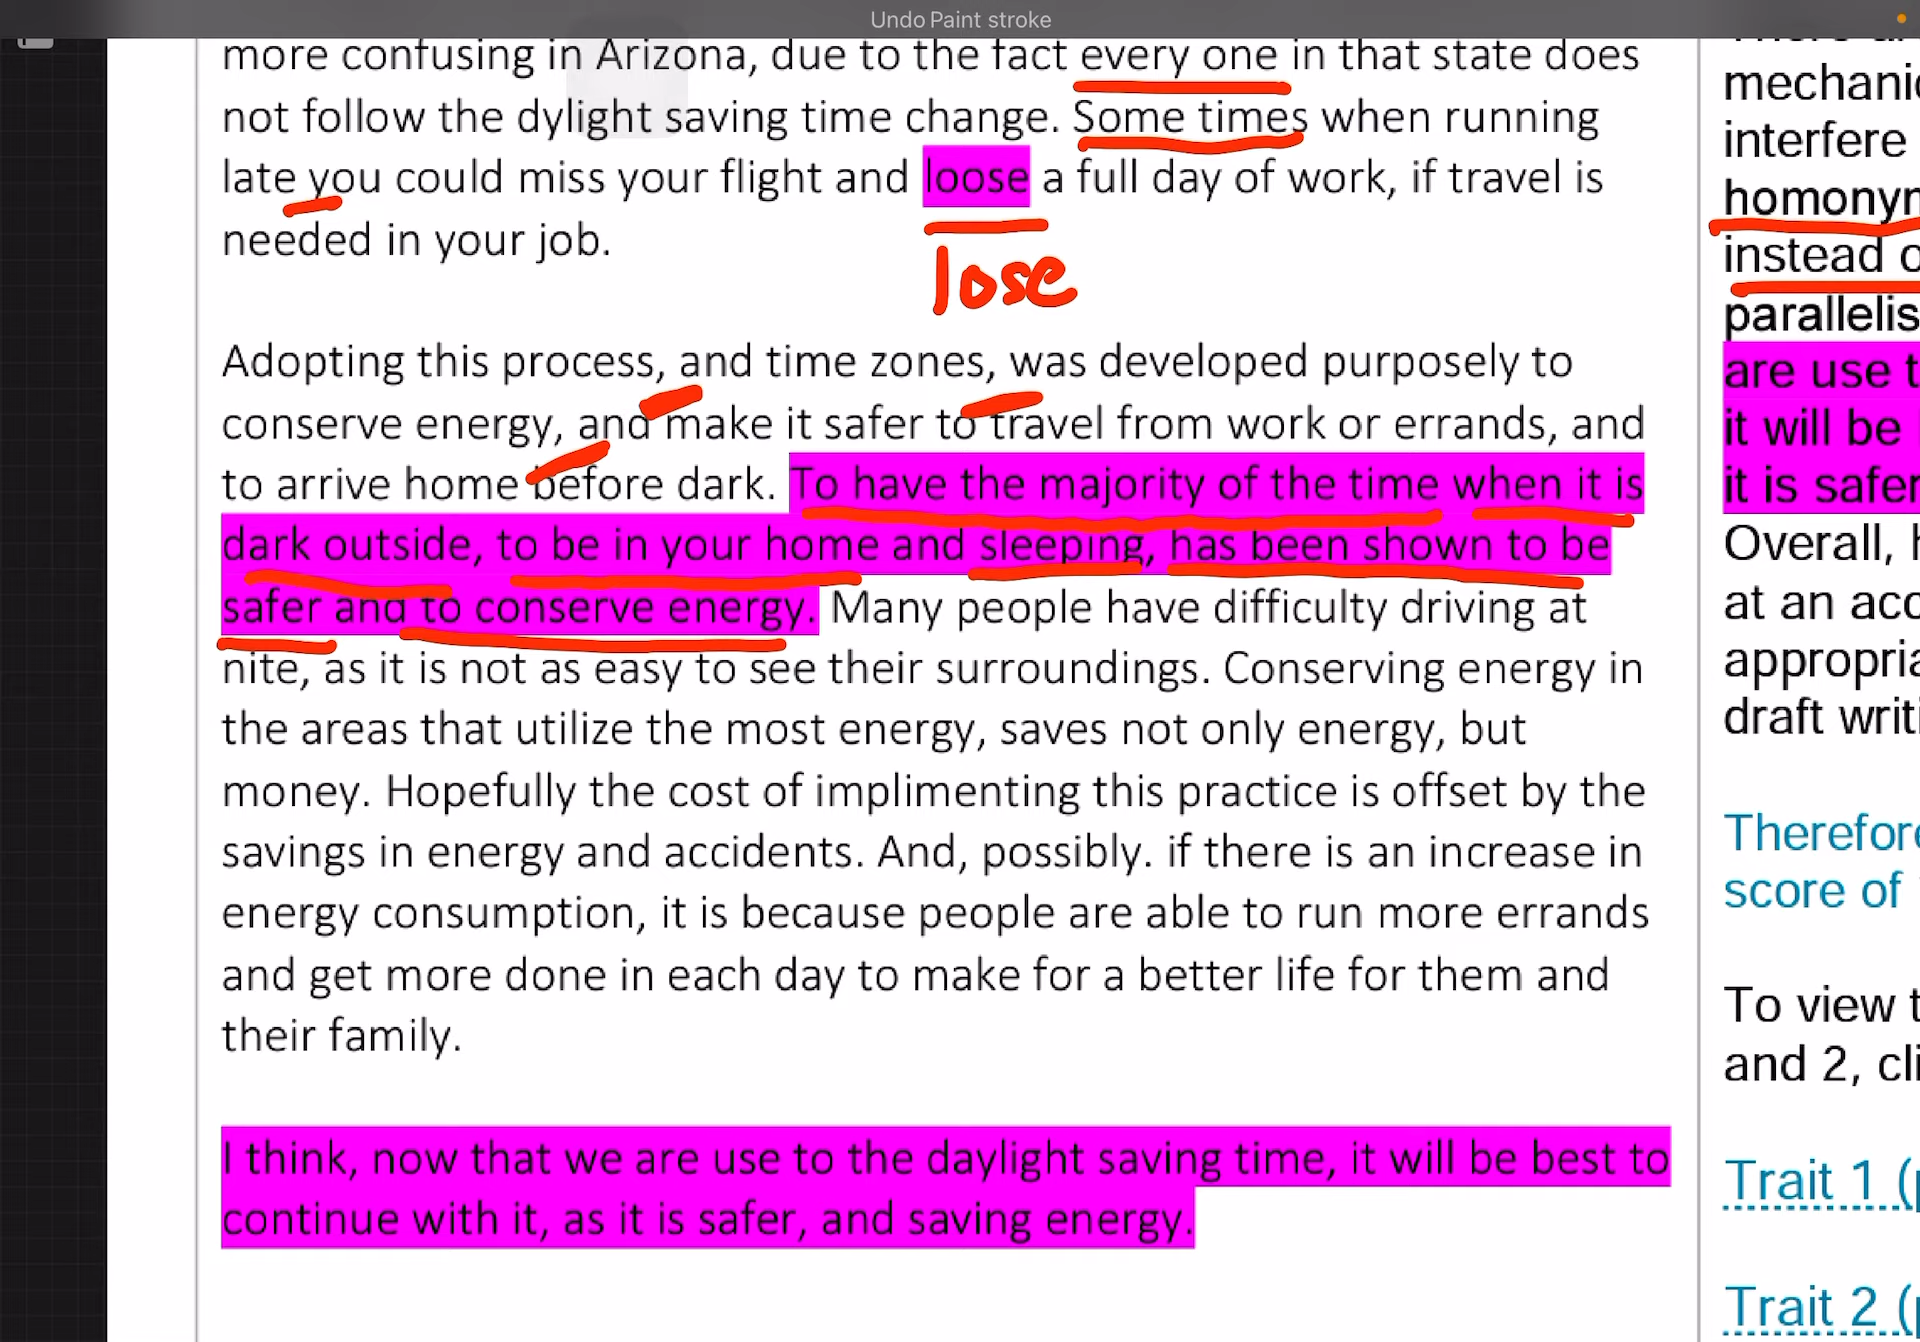 Undo Paint stroke
more confusing in Arizona, due to the fact every one in that state does
not follow the dylight saving time change. Some times when running
late you could miss your flight and loose a full day of work, if travel is
needed in your job.
lose
Adopting this process, and time zones, was developed purposely to
conserve energy, and make it safer to travel from work or errands, and
to arrive home before dark. To have the majority of the time when it is
dark outside, to be in your home and sleeping, has been shown to be
safer and to conserve energy. Many people have difficulty driving at
nite, as it is not as easy to see their surroundings. Conserving energy in
the areas that utilize the most energy, saves not only energy, but
money. Hopefully the cost of implimenting this practice is offset by the
savings in energy and accidents. And, possibly. if there is an increase in
energy consumption, it is because people are able to run more errands
and get more done in each day to make for a better life for them and
their family.
I think, now that we are use to the daylight saving time, it will be best to
continue with it, as it is safer, and saving energy.
mechanic
interfere
homonym
instead o
parallelis
are use t
it will be
it is safer
Overall, h
at an acc
appropria
draft writi
Therefore
score of
To view t
and 2, cli
Trait 1 (p
Trait 2 (p